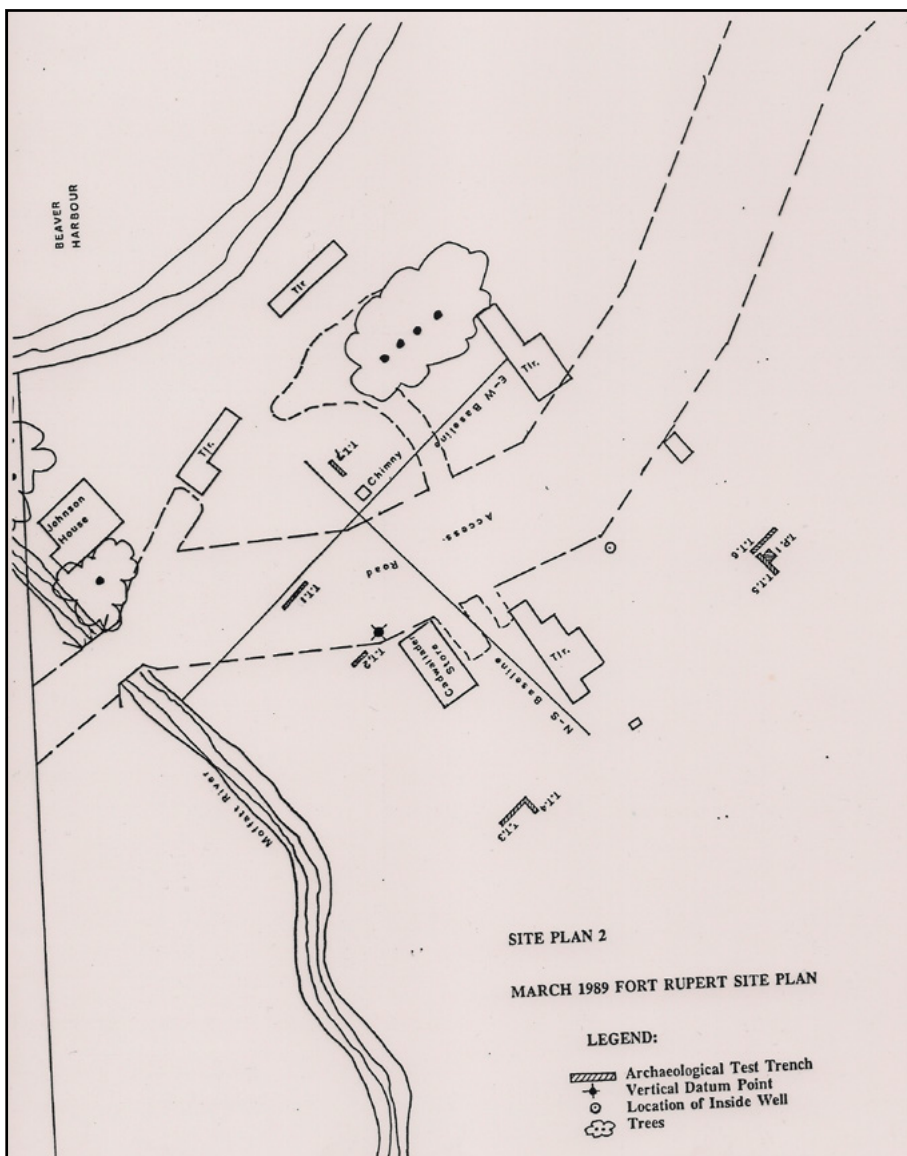 BEAVER
HARBOUR
Tlr
Tlr.
Tlr.
E-W Baseline
T.T.7
Chimny
Johnson
House
Access
Road
T.T.1
T.T.2
Cadwallader
Store
Tlr.
N-S Baseline
T.T.6
T.P.1
T.T.5
T.T.4
T.T.3
Moffatt River
SITE PLAN 2
MARCH 1989 FORT RUPERT SITE PLAN
LEGEND:
Archaeological Test Trench
Vertical Datum Point
Location of Inside Well
Trees